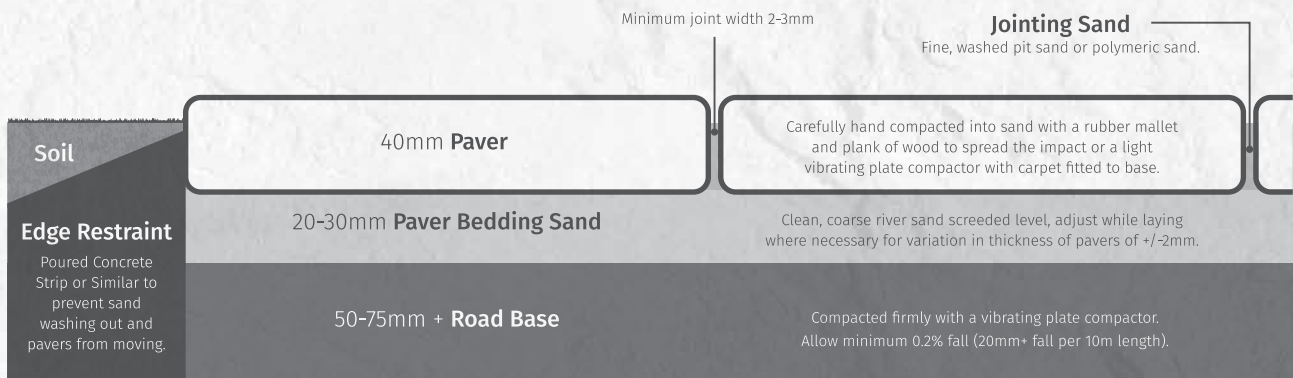 Minimum joint width 2-3mm
Jointing Sand
Fine, washed pit sand or polymeric sand.
Soil
40mm Paver
Carefully hand compacted into sand with a rubber mallet
and plank of wood to spread the impact or a light
vibrating plate compactor with carpet fitted to base.
Edge Restraint
Poured Concrete
Strip or Similar to
prevent sand
washing out and
pavers from moving.
20-30mm Paver Bedding Sand
Clean, coarse river sand screeded level, adjust while laying
where necessary for variation in thickness of pavers of +/-2mm.
50-75mm + Road Base
Compacted firmly with a vibrating plate compactor.
Allow minimum 0.2% fall (20mm+ fall per 10m length).